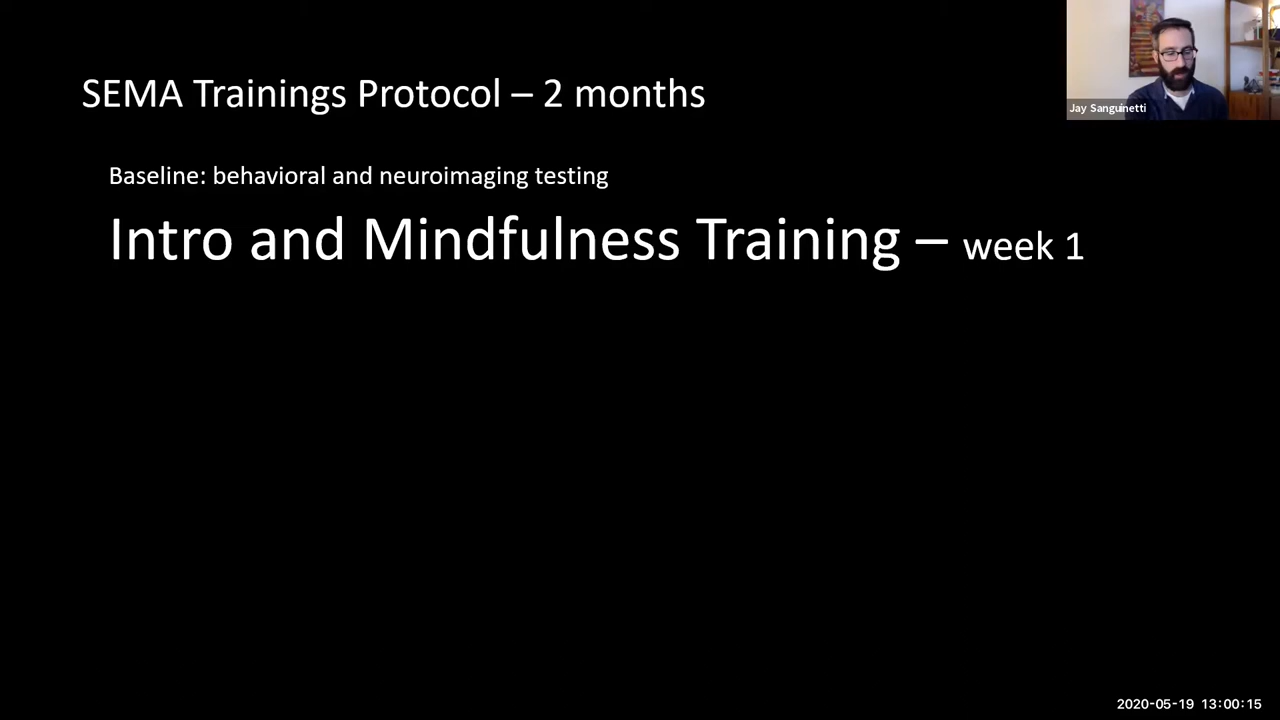 SEMA Trainings Protocol – 2 months
Jay Sanguinetti
Baseline: behavioral and neuroimaging testing
Intro and Mindfulness Training – week 1
2020-05-19 13:00:15